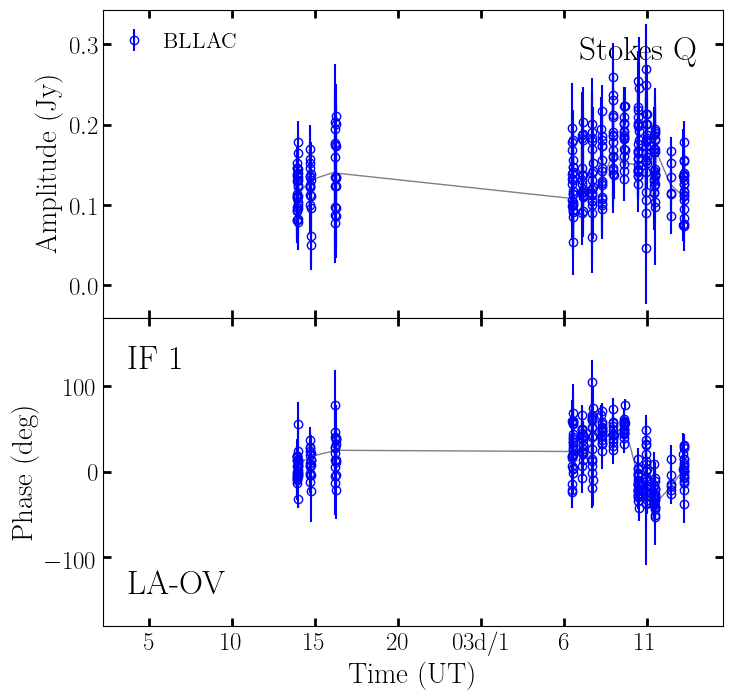 BLLAC
Stokes Q
0.3
0.2
0.1
0.0
Amplitude (Jy)
IF 1
100
0
−100
Phase (deg)
LA-OV
5 10 15 20 03d/1 6 11
Time (UT)